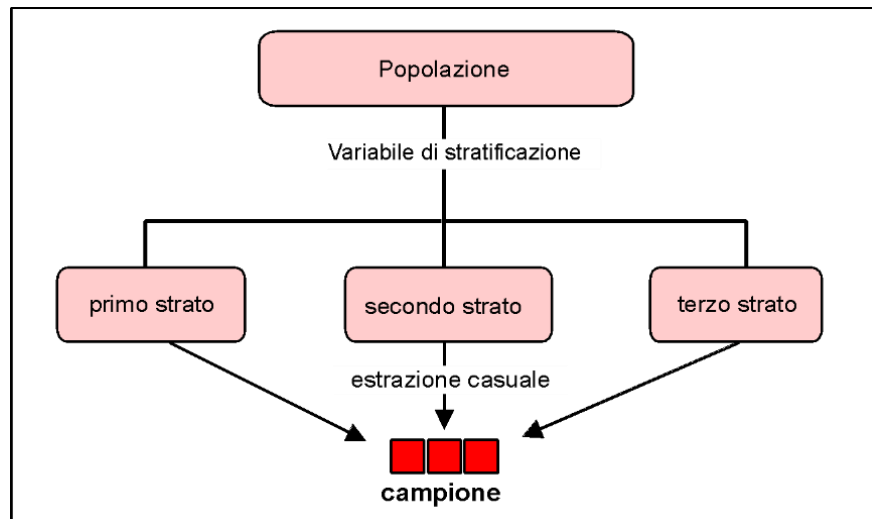 Popolazione
Variabile di stratificazione
primo strato
secondo strato
terzo strato
estrazione casuale
campione